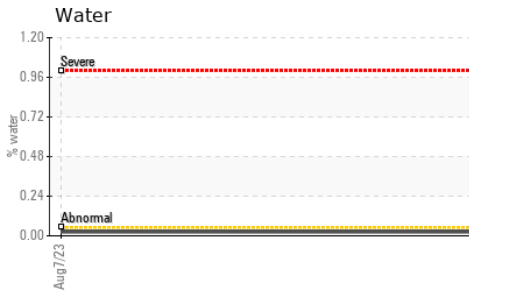 Water
1.20
Severe
0.96
0.72
% water
0.48
0.24
Abnormal
0.00
Aug7/23